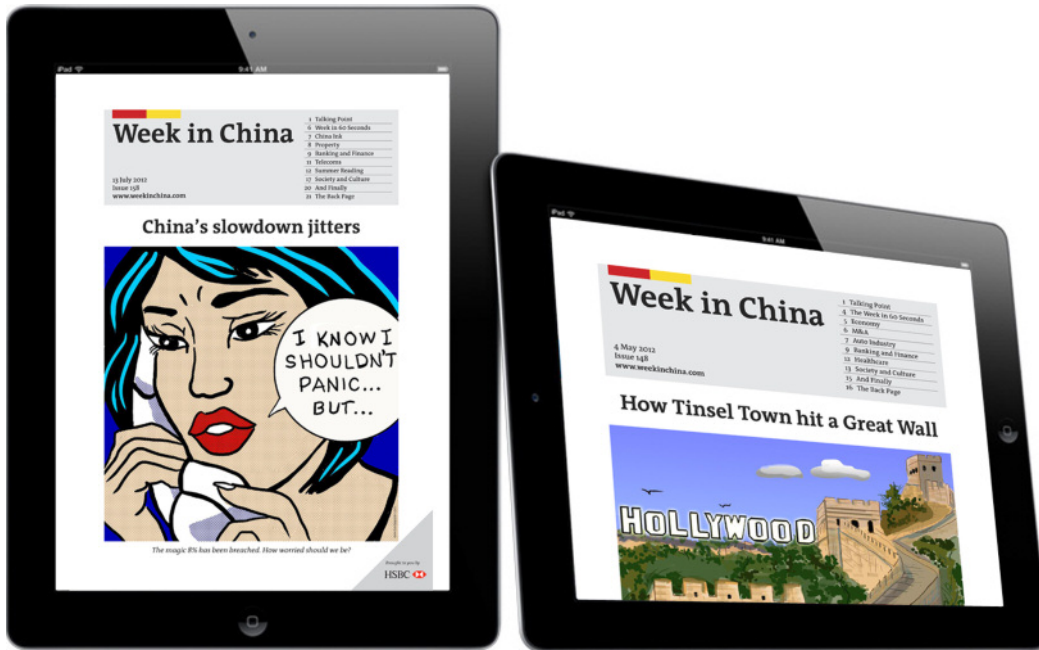 iPad
9:41 AM
Week in China
13 July 2012
Issue 158
www.weekinchina.com
1 Talking Point
6 Week in 60 Seconds
7 China Ink
8 Property
9 Banking and Finance
11 Telecoms
12 Summer Reading
17 Society and Culture
20 And Finally
21 The Back Page
China's slowdown jitters
I KNOW I
SHOULDN'T
PANIC...
BUT...
The magic 8% has been breached. How worried should we be?
Brought to you by
HSBC
iPad
9:41 AM
Week in China
4 May 2012
Issue 148
www.weekinchina.com
1 Talking Point
4 The Week in 60 Seconds
5 Economy
6 M&A
7 Auto Industry
9 Banking and Finance
12 Healthcare
13 Society and Culture
15 And Finally
16 The Back Page
How Tinsel Town hit a Great Wall
HOLLYWOOD